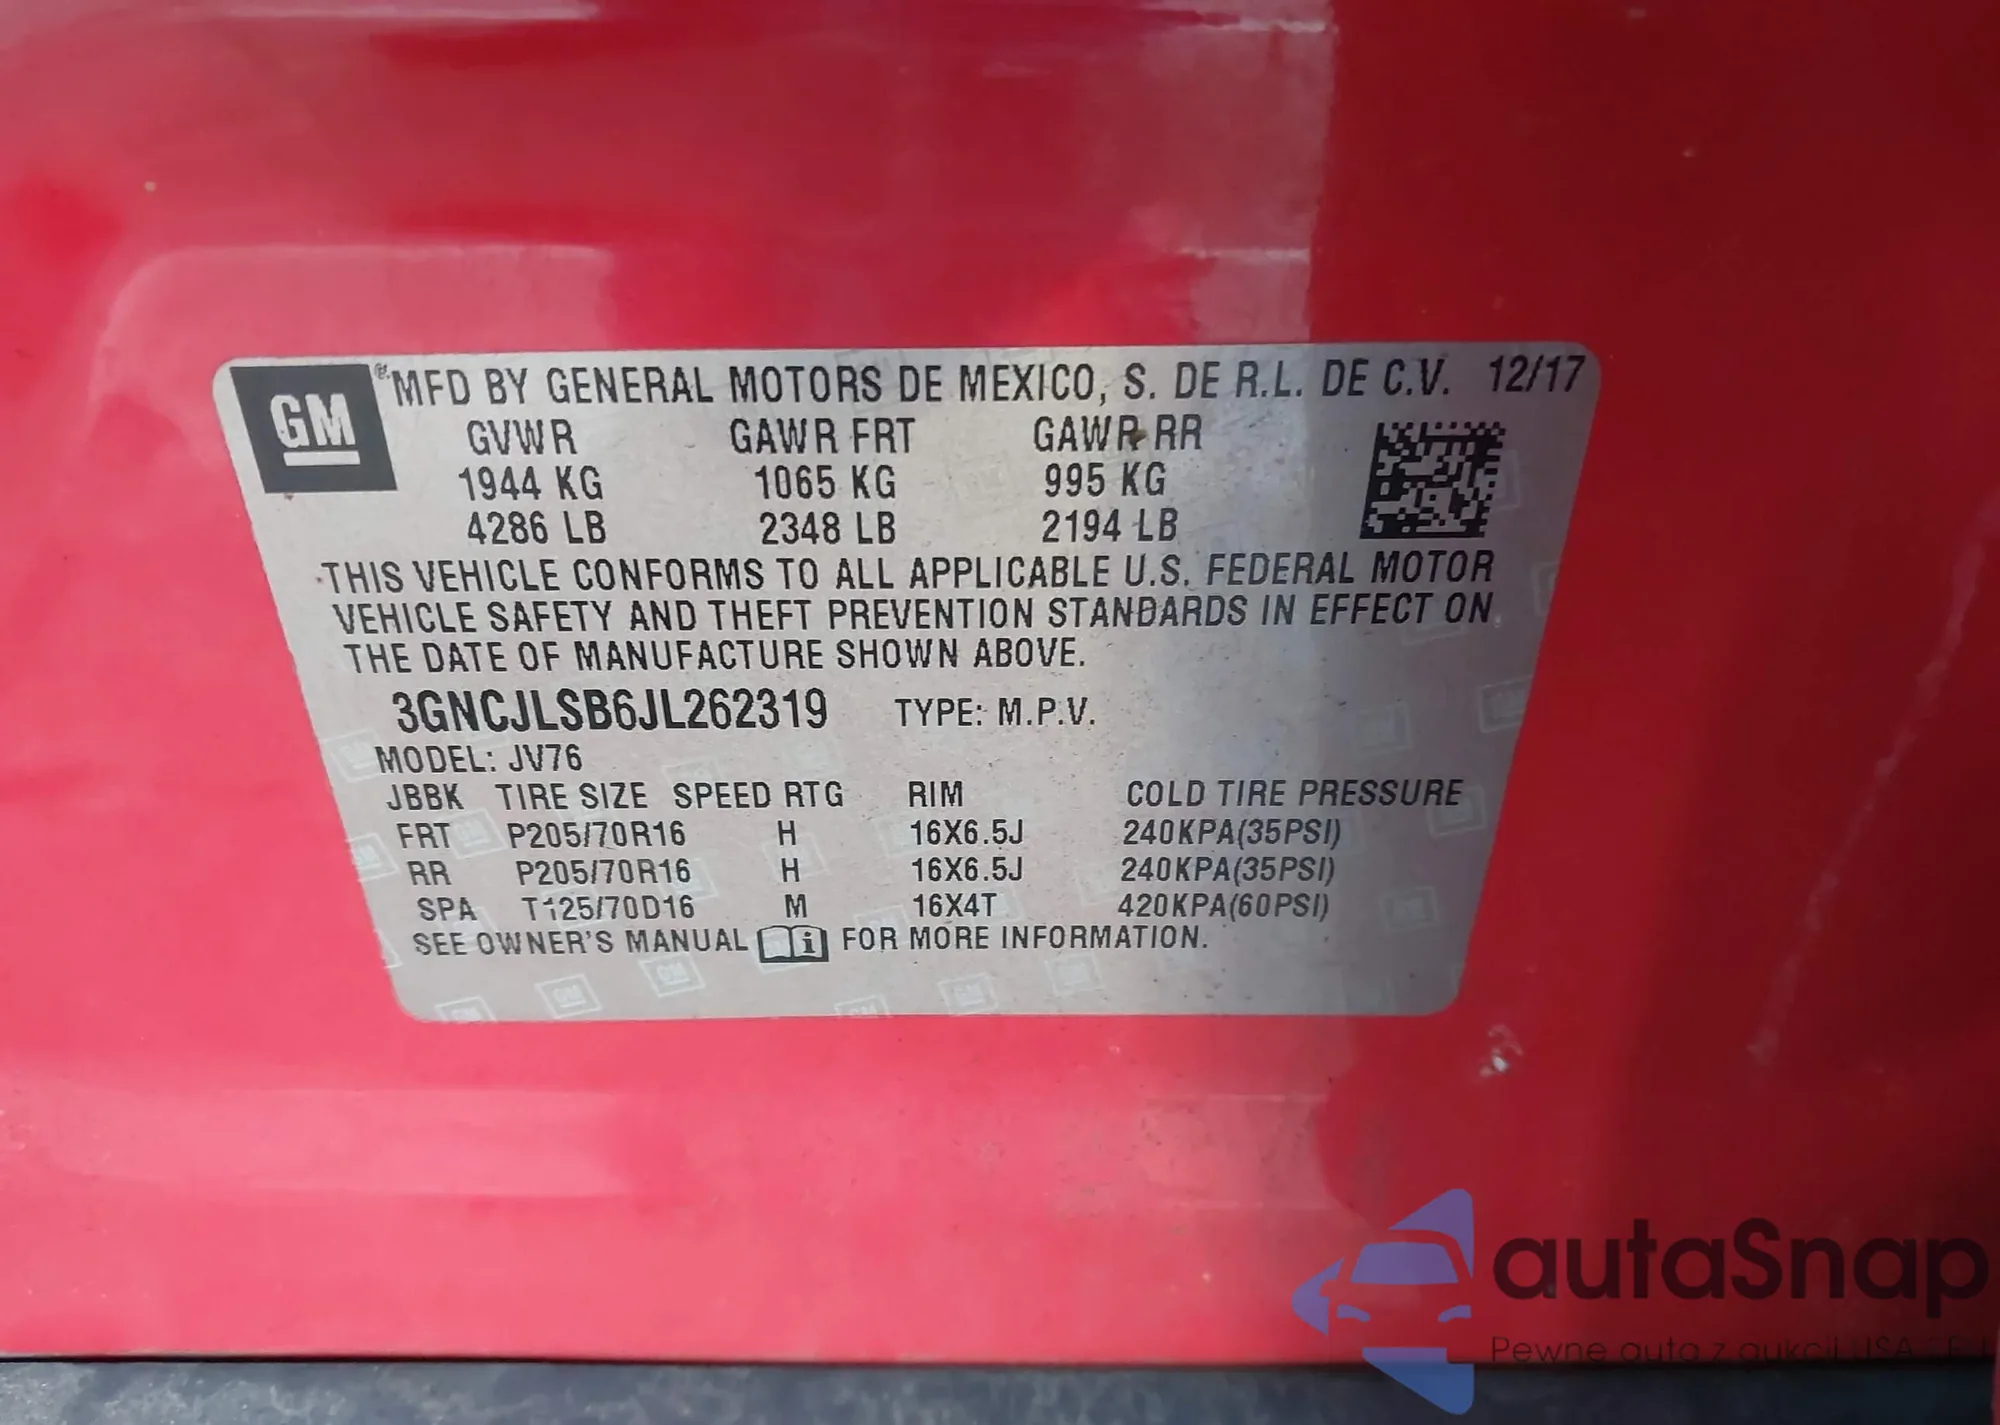 GM ® MFD BY GENERAL MOTORS DE MEXICO, S. DE R.L. DE C.V. 12/17
GVWR GAWR FRT GAWR RR
1944 KG 1065 KG 995 KG
4286 LB 2348 LB 2194 LB
THIS VEHICLE CONFORMS TO ALL APPLICABLE U.S. FEDERAL MOTOR
VEHICLE SAFETY AND THEFT PREVENTION STANDARDS IN EFFECT ON
THE DATE OF MANUFACTURE SHOWN ABOVE.
3GNCJLSB6JL262319 TYPE: M.P.V.
MODEL: JV76
JBBK TIRE SIZE SPEED RTG RIM COLD TIRE PRESSURE
FRT P205/70R16 H 16X6.5J 240KPA(35PSI)
RR P205/70R16 H 16X6.5J 240KPA(35PSI)
SPA T125/70D16 M 16X4T 420KPA(60PSI)
SEE OWNER'S MANUAL i FOR MORE INFORMATION.
autaSnap
Pewne auta z aukcji USA